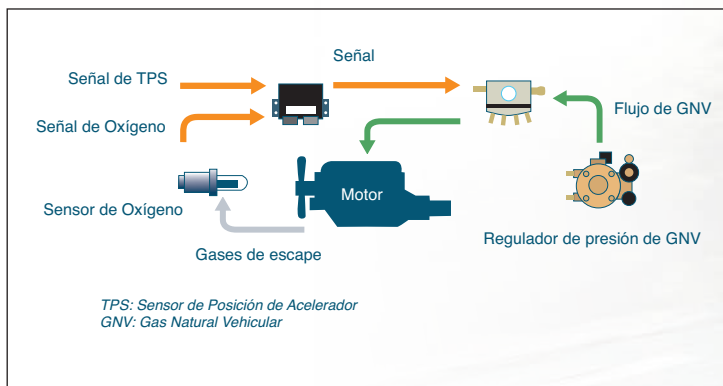 Señal
Señal de TPS
Flujo de GNV
Señal de Oxígeno
Motor
Sensor de Oxígeno
Regulador de presión de GNV
Gases de escape
TPS: Sensor de Posición de Acelerador
GNV: Gas Natural Vehicular